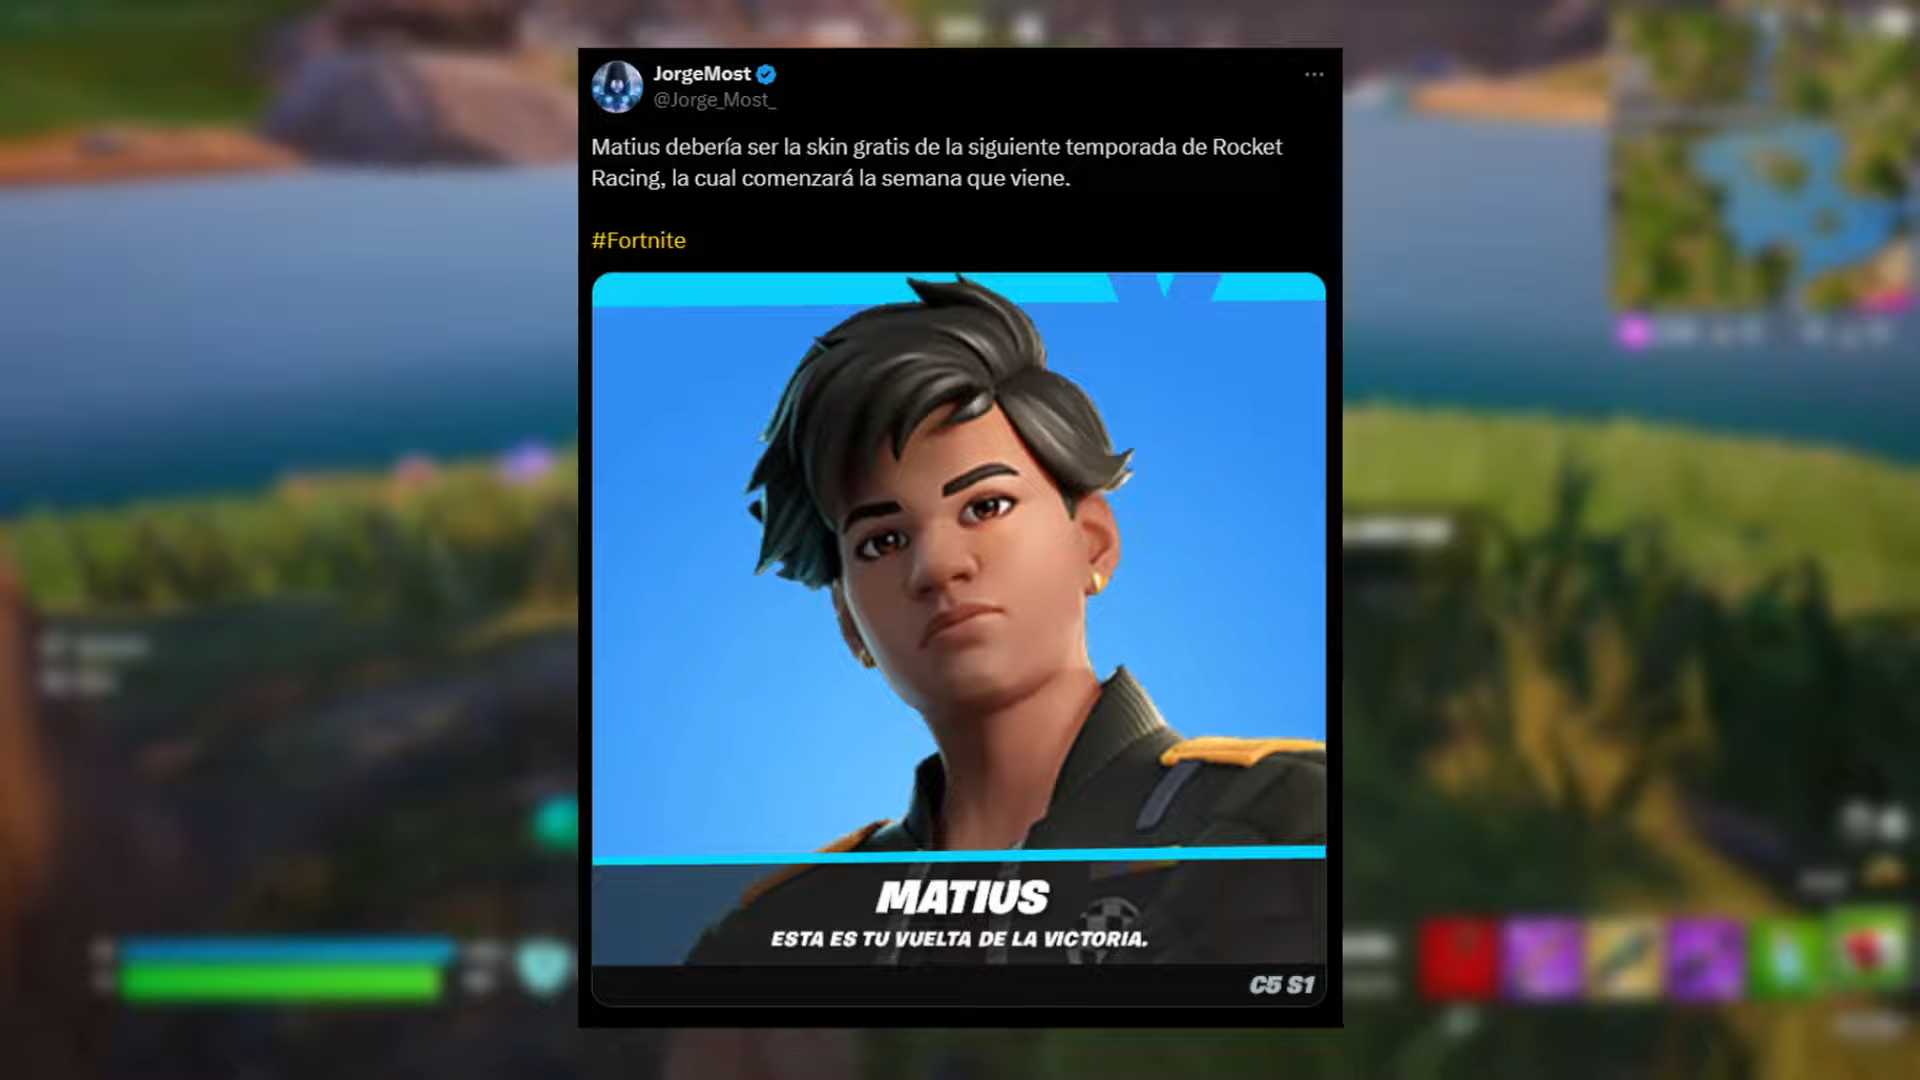 JorgeMost
@Jorge_Most_
Matius debería ser la skin gratis de la siguiente temporada de Rocket
Racing, la cual comenzará la semana que viene.
#Fortnite
MATIUS
ESTA ES TU VUELTA DE LA VICTORIA.
C5 S1